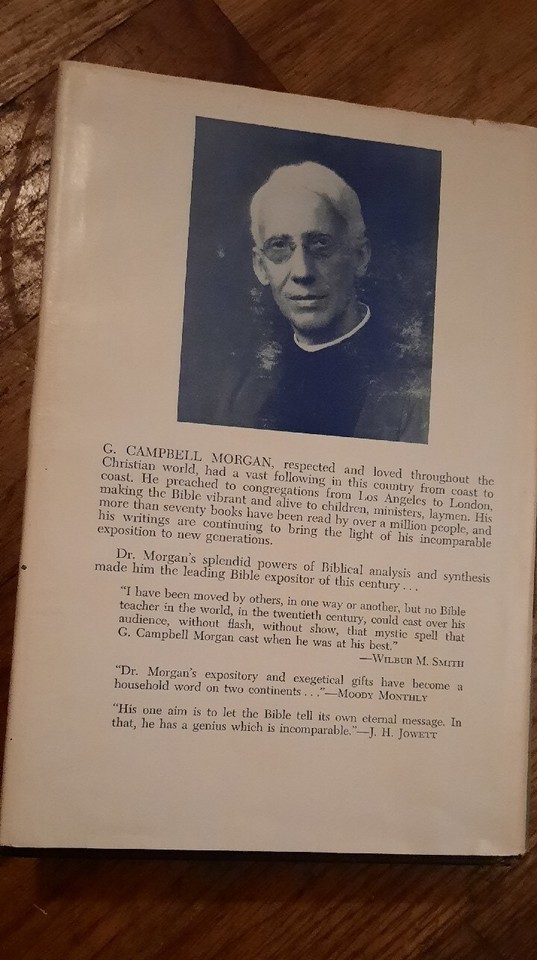 G. CAMPBELL MORGAN, respected and loved throughout the
Christian world, had a vast following in this country from coast to
coast. He preached to congregations from Los Angeles to London,
making the Bible vibrant and alive to children, ministers, laymen. His
more than seventy books have been read by over a million people, and
his writings are continuing to bring the light of his incomparable
exposition to new generations.
Dr. Morgan's splendid powers of Biblical analysis and synthesis
made him the leading Bible expositor of this century . . .
"I have been moved by others, in one way or another, but no Bible
teacher in the world, in the twentieth century, could cast over his
audience, without flash, without show, that mystic spell that
G. Campbell Morgan cast when he was at his best."
—WILBUR M. SMITH
"Dr. Morgan's expository and exegetical gifts have become a
household word on two continents . . ."—MOODY MONTHLY
"His one aim is to let the Bible tell its own eternal message. In
that, he has a genius which is incomparable."—J. H. JOWETT